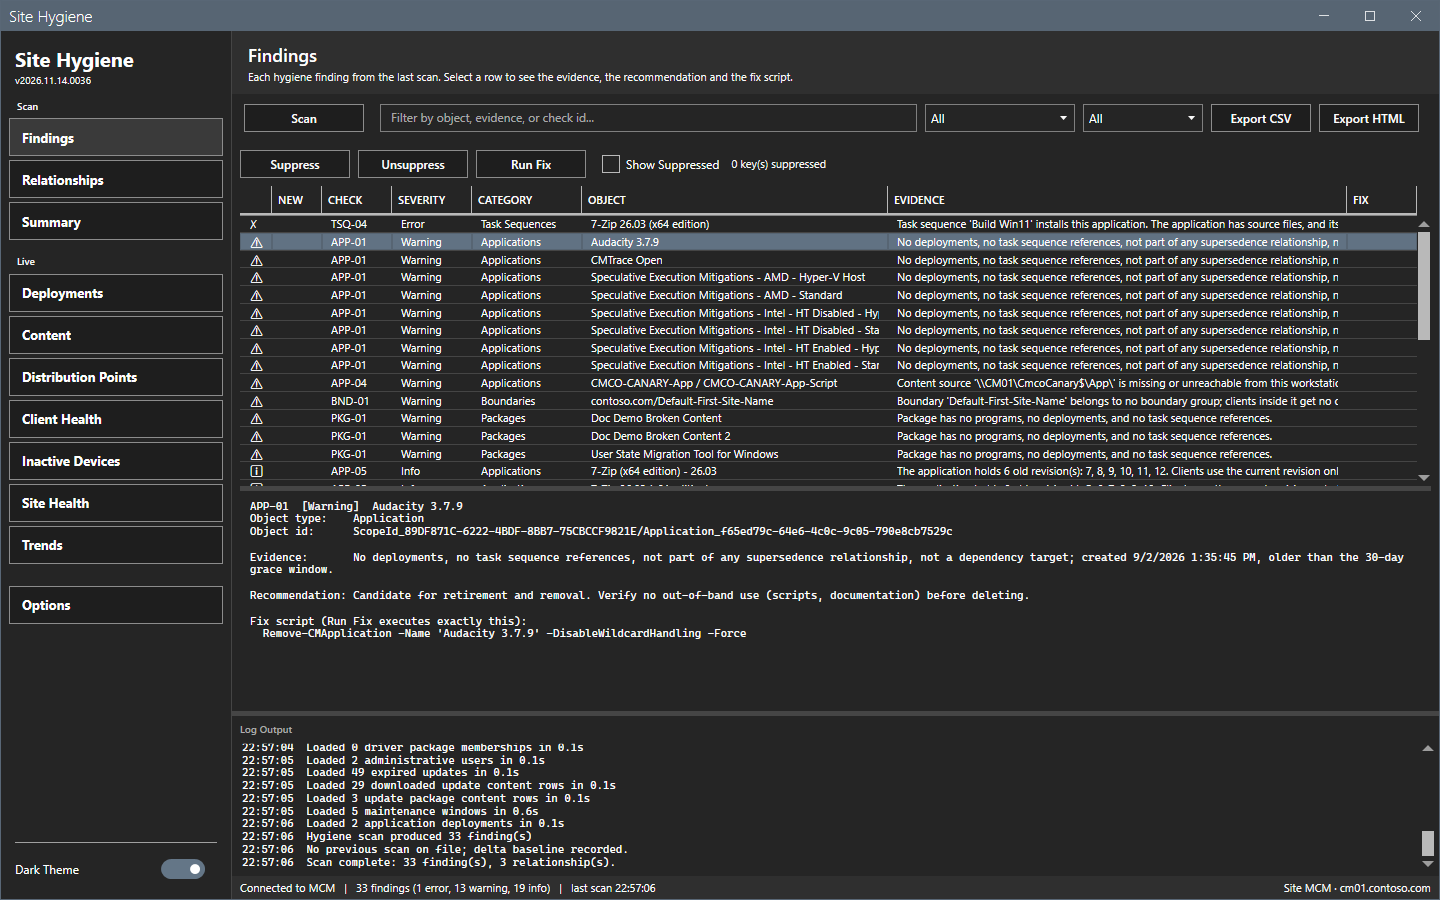 Site Hygiene
Site Hygiene
v2026.11.14.0036
Scan
Findings
Relationships
Summary
Live
Deployments
Content
Distribution Points
Client Health
Inactive Devices
Site Health
Trends
Options
Dark Theme
Findings
Each hygiene finding from the last scan. Select a row to see the evidence, the recommendation and the fix script.
Scan
Filter by object, evidence, or check id...
All
All
Export CSV
Export HTML
Suppress
Unsuppress
Run Fix
Show Suppressed
0 key(s) suppressed
NEW CHECK SEVERITY CATEGORY OBJECT EVIDENCE FIX
X TSQ-04 Error Task Sequences 7-Zip 26.03 (x64 edition) Task sequence 'Build Win11' installs this application. The application has source files, and its
APP-01 Warning Applications Audacity 3.7.9 No deployments, no task sequence references, not part of any supersedence relationship, n
APP-01 Warning Applications CMTrace Open No deployments, no task sequence references, not part of any supersedence relationship, n
APP-01 Warning Applications Speculative Execution Mitigations - AMD - Hyper-V Host No deployments, no task sequence references, not part of any supersedence relationship, n
APP-01 Warning Applications Speculative Execution Mitigations - AMD - Standard No deployments, no task sequence references, not part of any supersedence relationship, n
APP-01 Warning Applications Speculative Execution Mitigations - Intel - HT Disabled - Hyp No deployments, no task sequence references, not part of any supersedence relationship, n
APP-01 Warning Applications Speculative Execution Mitigations - Intel - HT Disabled - Sta No deployments, no task sequence references, not part of any supersedence relationship, n
APP-01 Warning Applications Speculative Execution Mitigations - Intel - HT Enabled - Hyp No deployments, no task sequence references, not part of any supersedence relationship, n
APP-01 Warning Applications Speculative Execution Mitigations - Intel - HT Enabled - Star No deployments, no task sequence references, not part of any supersedence relationship, n
APP-04 Warning Applications CMCO-CANARY-App / CMCO-CANARY-App-Script Content source '\\CM01\CmcoCanary$\App\' is missing or unreachable from this workstatic
BND-01 Warning Boundaries contoso.com/Default-First-Site-Name Boundary 'Default-First-Site-Name' belongs to no boundary group; clients inside it get no c
PKG-01 Warning Packages Doc Demo Broken Content Package has no programs, no deployments, and no task sequence references.
PKG-01 Warning Packages Doc Demo Broken Content 2 Package has no programs, no deployments, and no task sequence references.
PKG-01 Warning Packages User State Migration Tool for Windows Package has no programs, no deployments, and no task sequence references.
APP-05 Info Applications 7-Zip (x64 edition) - 26.03 The application holds 6 old revision(s): 7, 8, 9, 10, 11, 12. Clients use the current revision onl
APP-01 [Warning] Audacity 3.7.9
Object type: Application
Object id: ScopeId_89DF871C-6222-4BDF-8BB7-75CBCCF9821E/Application_f65ed79c-64e6-4c0c-9c05-790e8cb7529c
Evidence: No deployments, no task sequence references, not part of any supersedence relationship, not a dependency target; created 9/2/2026 1:35:45 PM, older than the 30-day
grace window.
Recommendation: Candidate for retirement and removal. Verify no out-of-band use (scripts, documentation) before deleting.
Fix script (Run Fix executes exactly this):
Remove-CMApplication -Name 'Audacity 3.7.9' -DisableWildcardHandling -Force
Log Output
22:57:04 Loaded 0 driver package memberships in 0.1s
22:57:05 Loaded 2 administrative users in 0.1s
22:57:05 Loaded 49 expired updates in 0.1s
22:57:05 Loaded 29 downloaded update content rows in 0.1s
22:57:05 Loaded 3 update package content rows in 0.1s
22:57:05 Loaded 5 maintenance windows in 0.6s
22:57:06 Loaded 2 application deployments in 0.1s
22:57:06 Hygiene scan produced 33 finding(s)
22:57:06 No previous scan on file; delta baseline recorded.
22:57:06 Scan complete: 33 finding(s), 3 relationship(s).
Connected to MCM | 33 findings (1 error, 13 warning, 19 info) | last scan 22:57:06
Site MCM · cm01.contoso.com